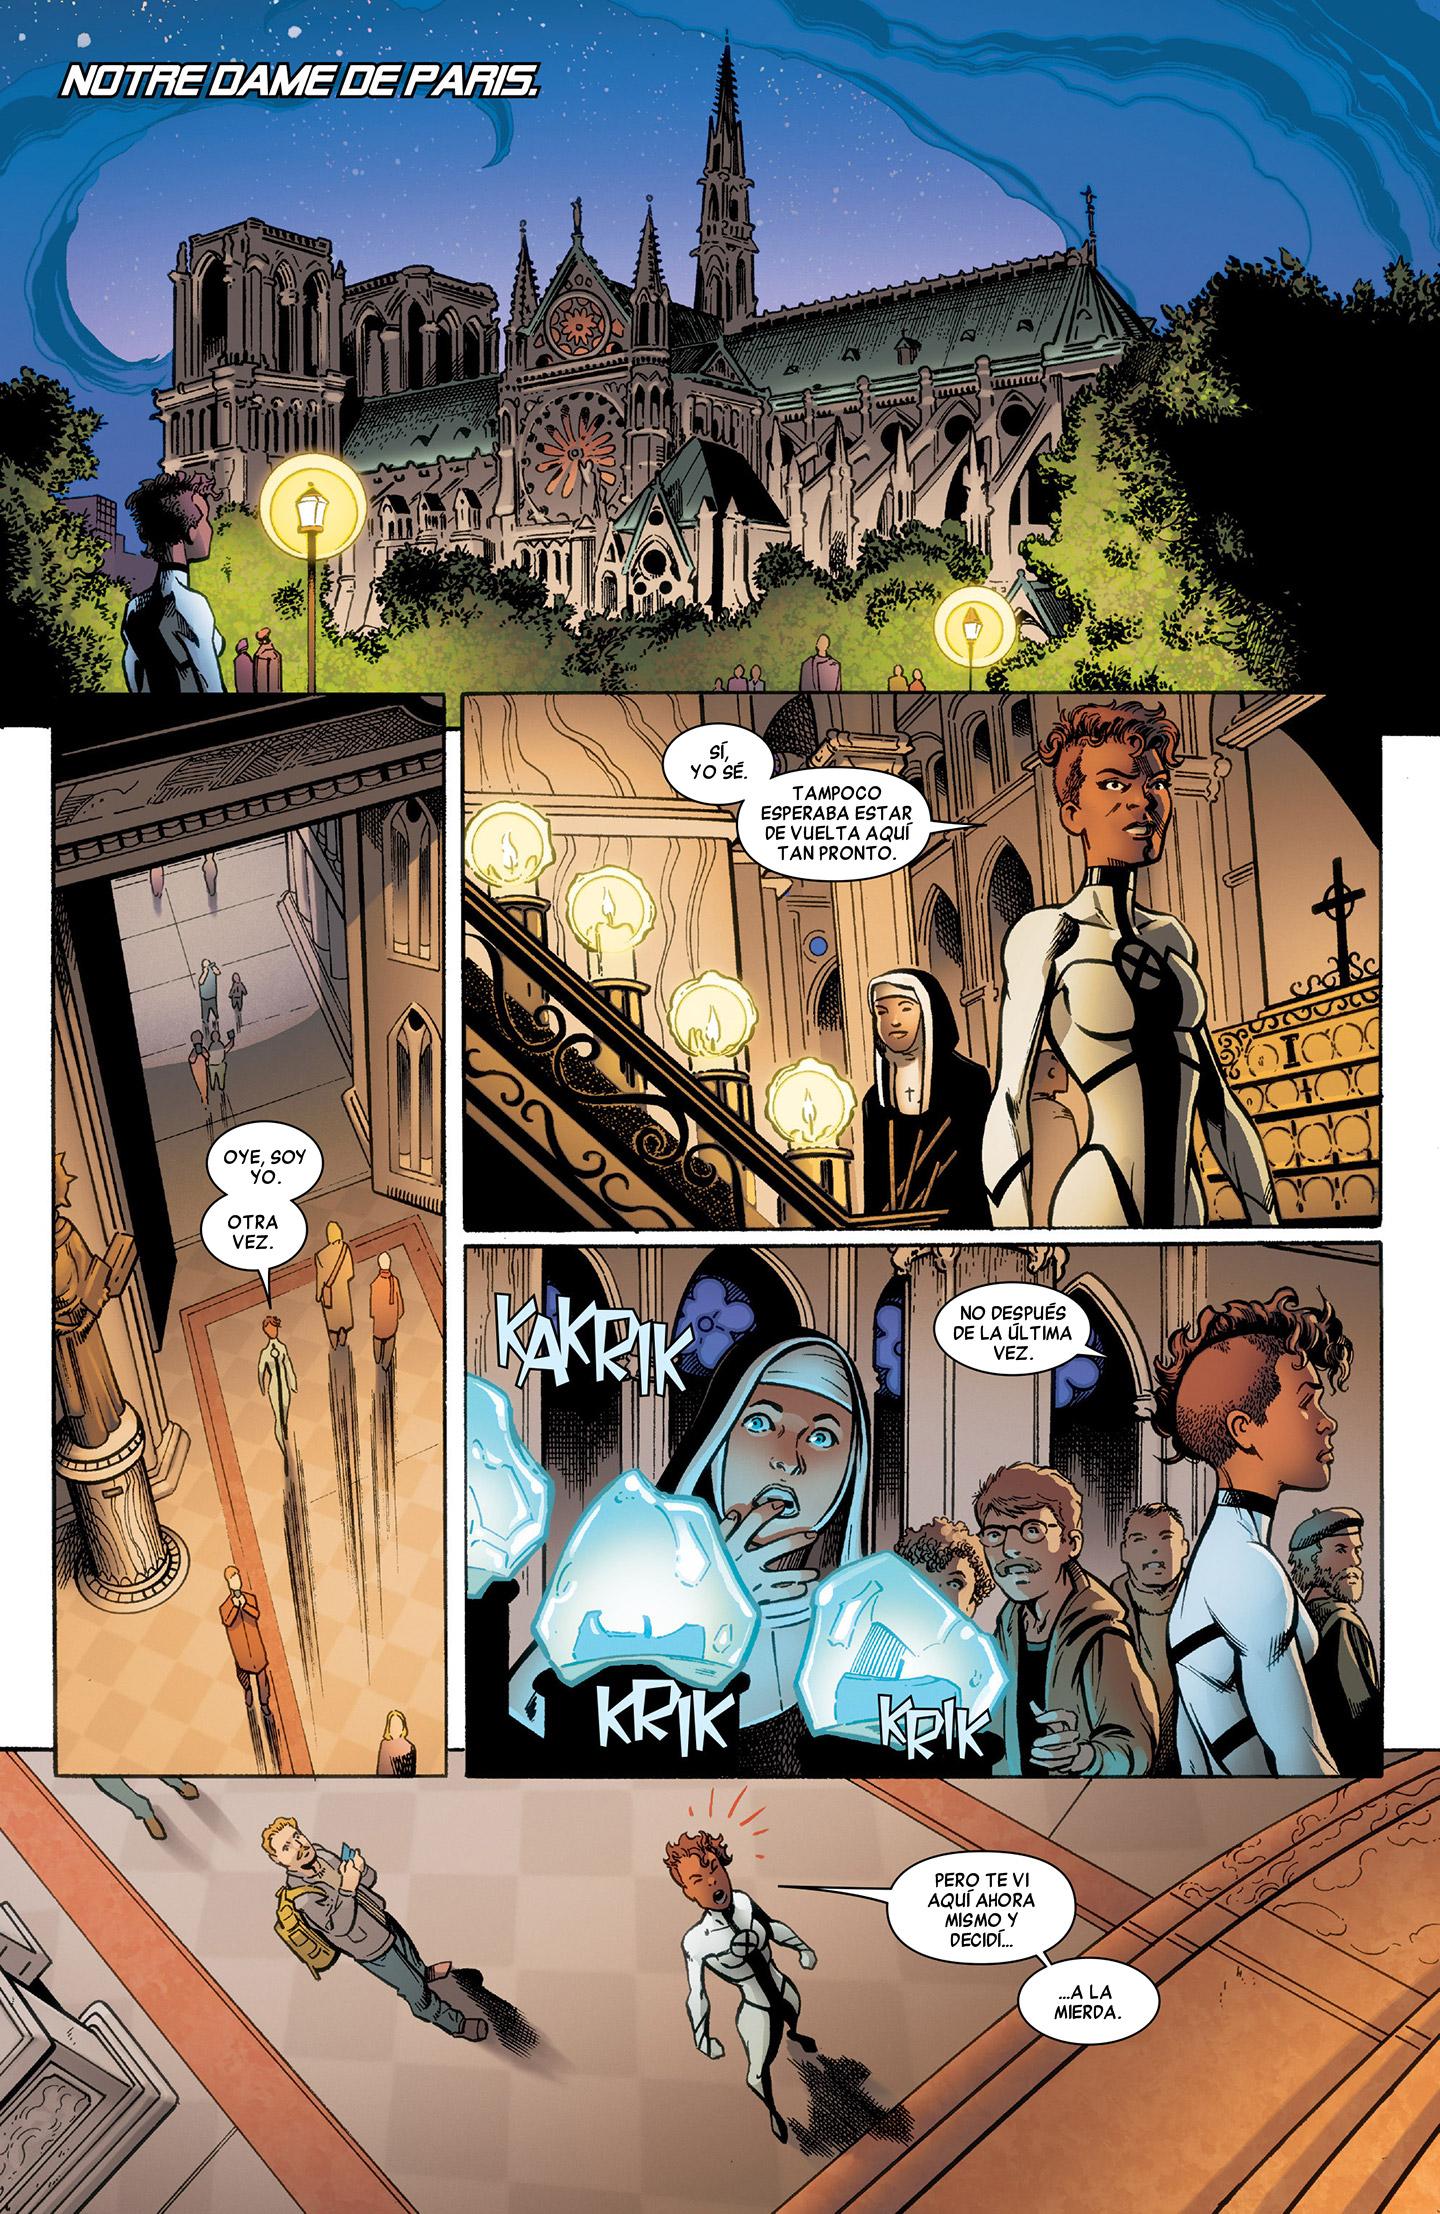 NOTRE DAME DE PARIS.
OYE, SOY
YO.
OTRA
VEZ.
SÍ,
YO SÉ.
TAMPOCO
ESPERABA ESTAR
DE VUELTA AQUÍ
TAN PRONTO.
KAKRIK
KRIK
KRIK
NO DESPUÉS
DE LA ÚLTIMA
VEZ.
PERO TE VI
AQUÍ AHORA
MISMO Y
DECIDÍ...
...A LA
MIERDA.